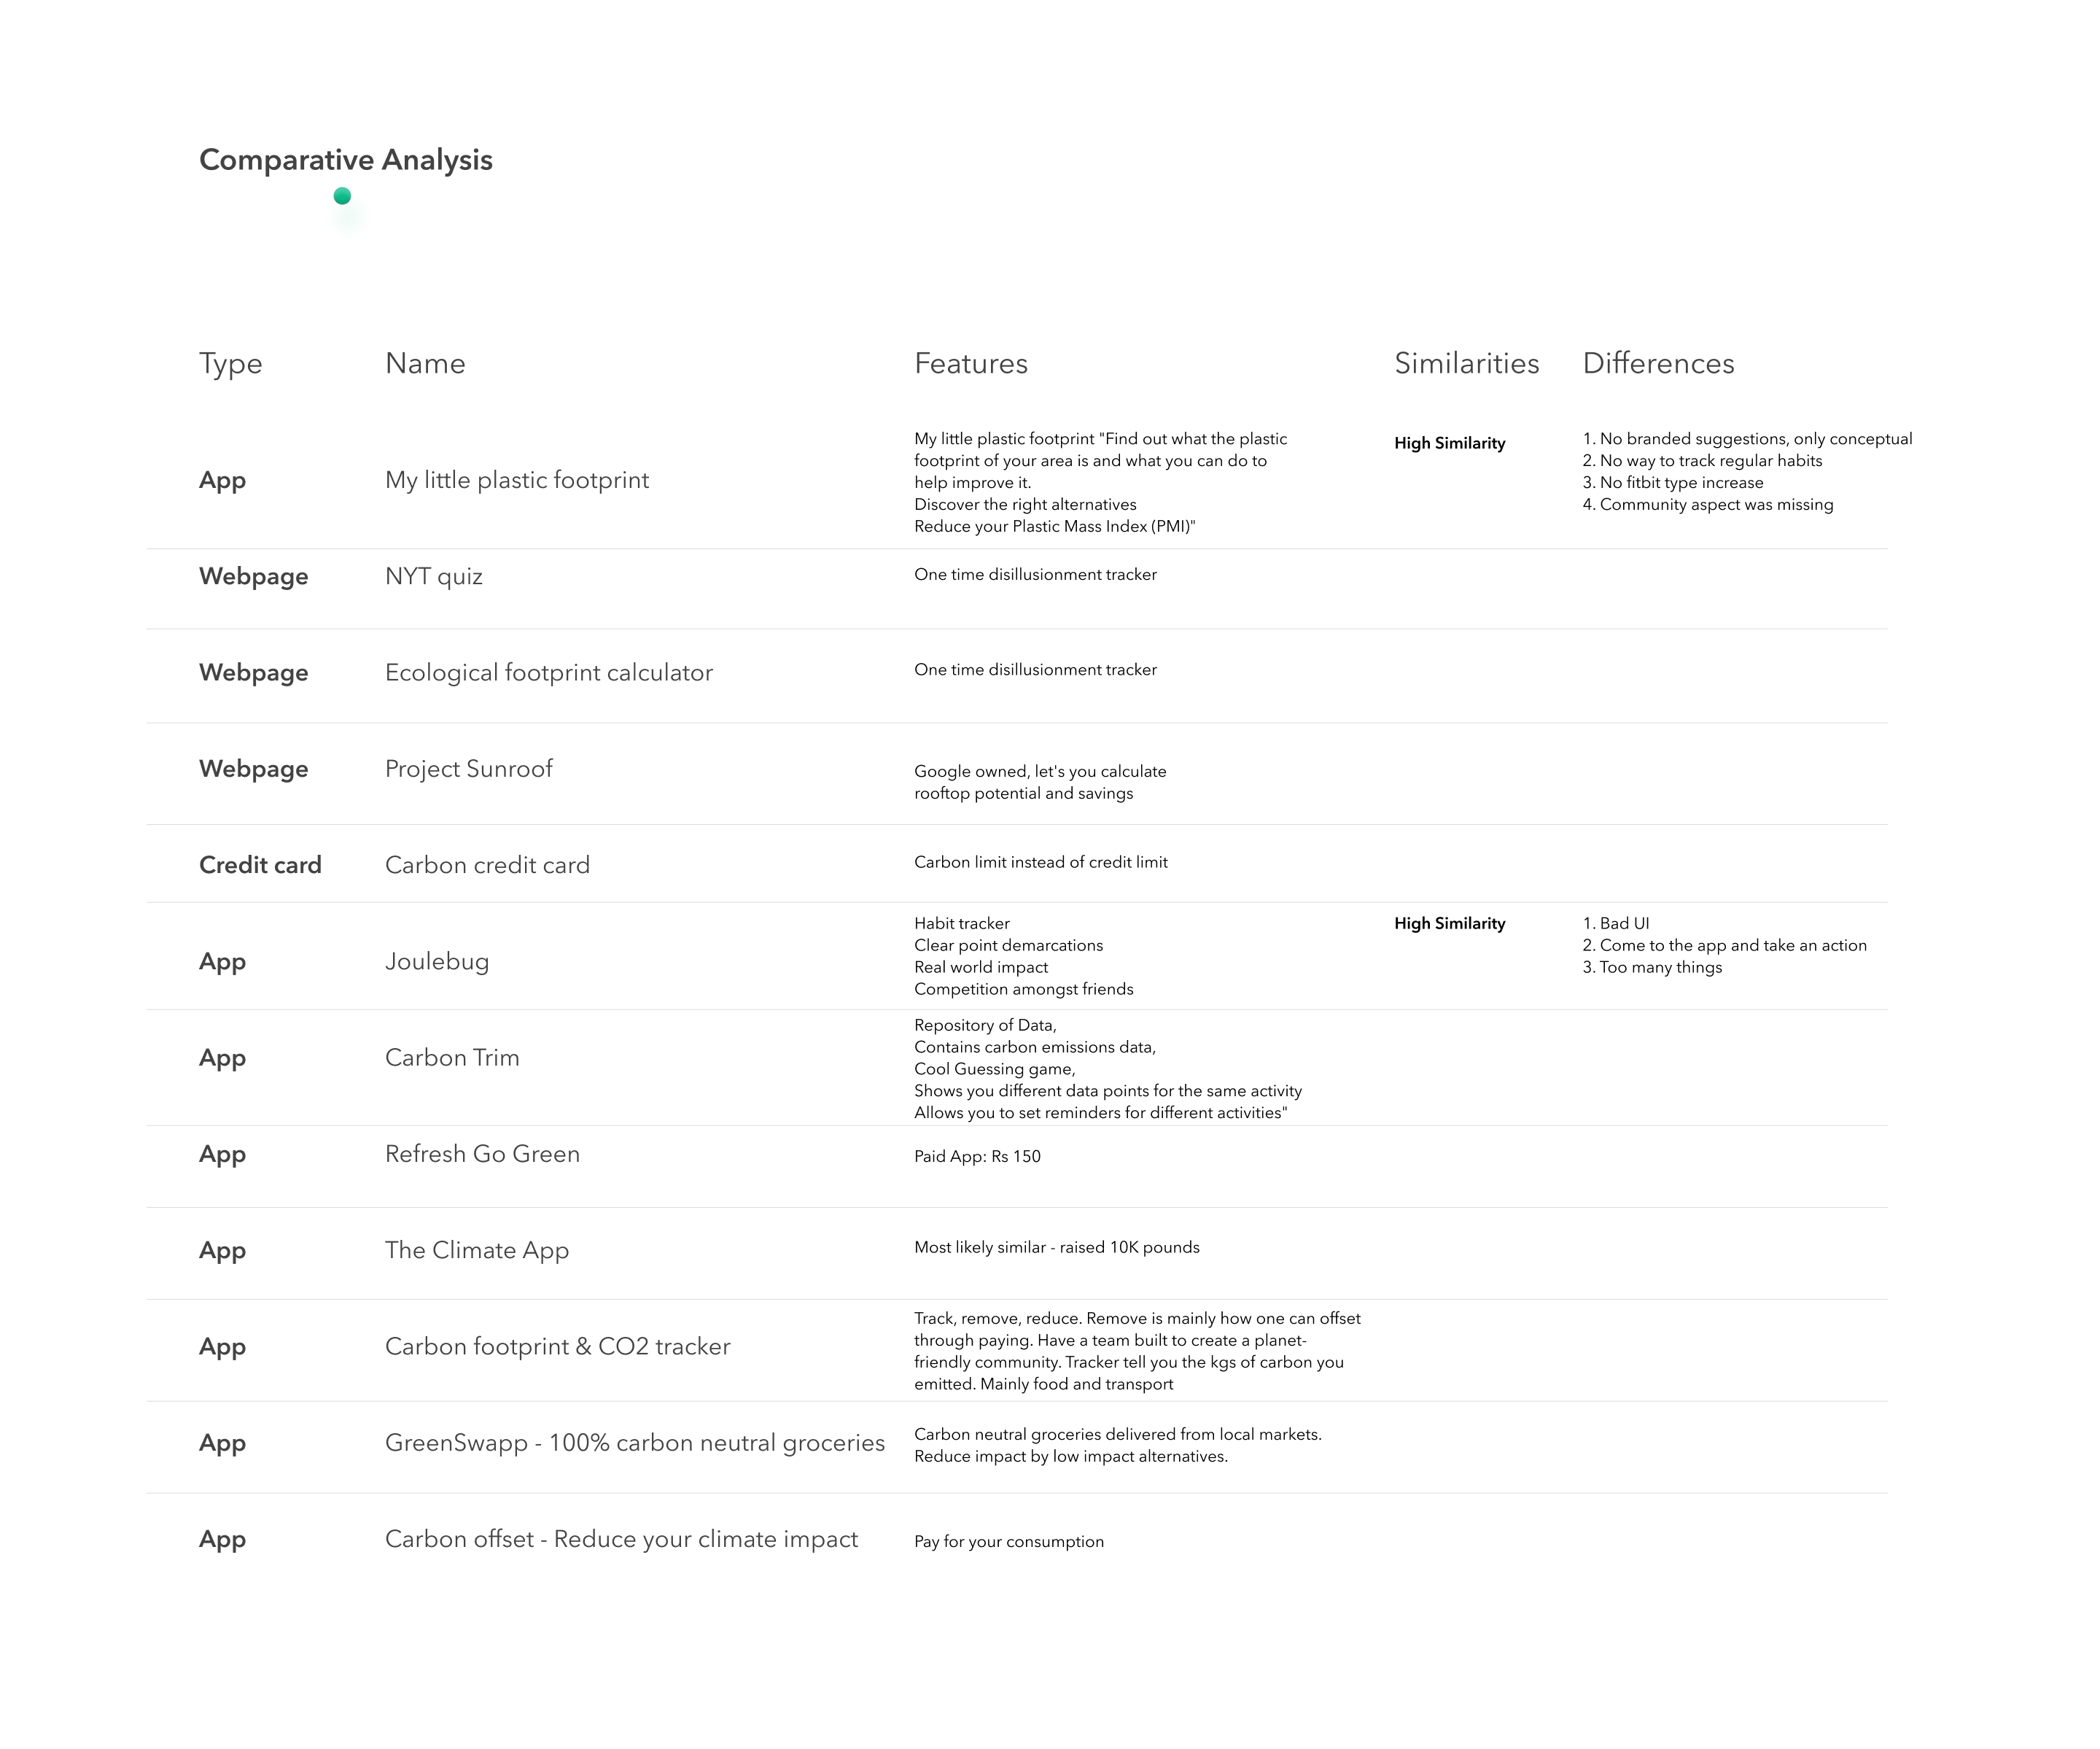 Comparative Analysis
Type Name Features Similarities Differences
App My little plastic footprint
My little plastic footprint "Find out what the plastic
footprint of your area is and what you can do to
help improve it.
Discover the right alternatives
Reduce your Plastic Mass Index (PMI)"
High Similarity
1. No branded suggestions, only conceptual
2. No way to track regular habits
3. No fitbit type increase
4. Community aspect was missing
Webpage NYT quiz One time disillusionment tracker
Webpage Ecological footprint calculator One time disillusionment tracker
Webpage Project Sunroof
Google owned, let's you calculate
rooftop potential and savings
Credit card Carbon credit card Carbon limit instead of credit limit
App Joulebug
Habit tracker
Clear point demarcations
Real world impact
Competition amongst friends
High Similarity
1. Bad UI
2. Come to the app and take an action
3. Too many things
App Carbon Trim
Repository of Data,
Contains carbon emissions data,
Cool Guessing game,
Shows you different data points for the same activity
Allows you to set reminders for different activities"
App Refresh Go Green Paid App: Rs 150
App The Climate App Most likely similar - raised 10K pounds
App Carbon footprint & CO2 tracker
Track, remove, reduce. Remove is mainly how one can offset
through paying. Have a team built to create a planet-
friendly community. Tracker tell you the kgs of carbon you
emitted. Mainly food and transport
App GreenSwapp - 100% carbon neutral groceries
Carbon neutral groceries delivered from local markets.
Reduce impact by low impact alternatives.
App Carbon offset - Reduce your climate impact Pay for your consumption